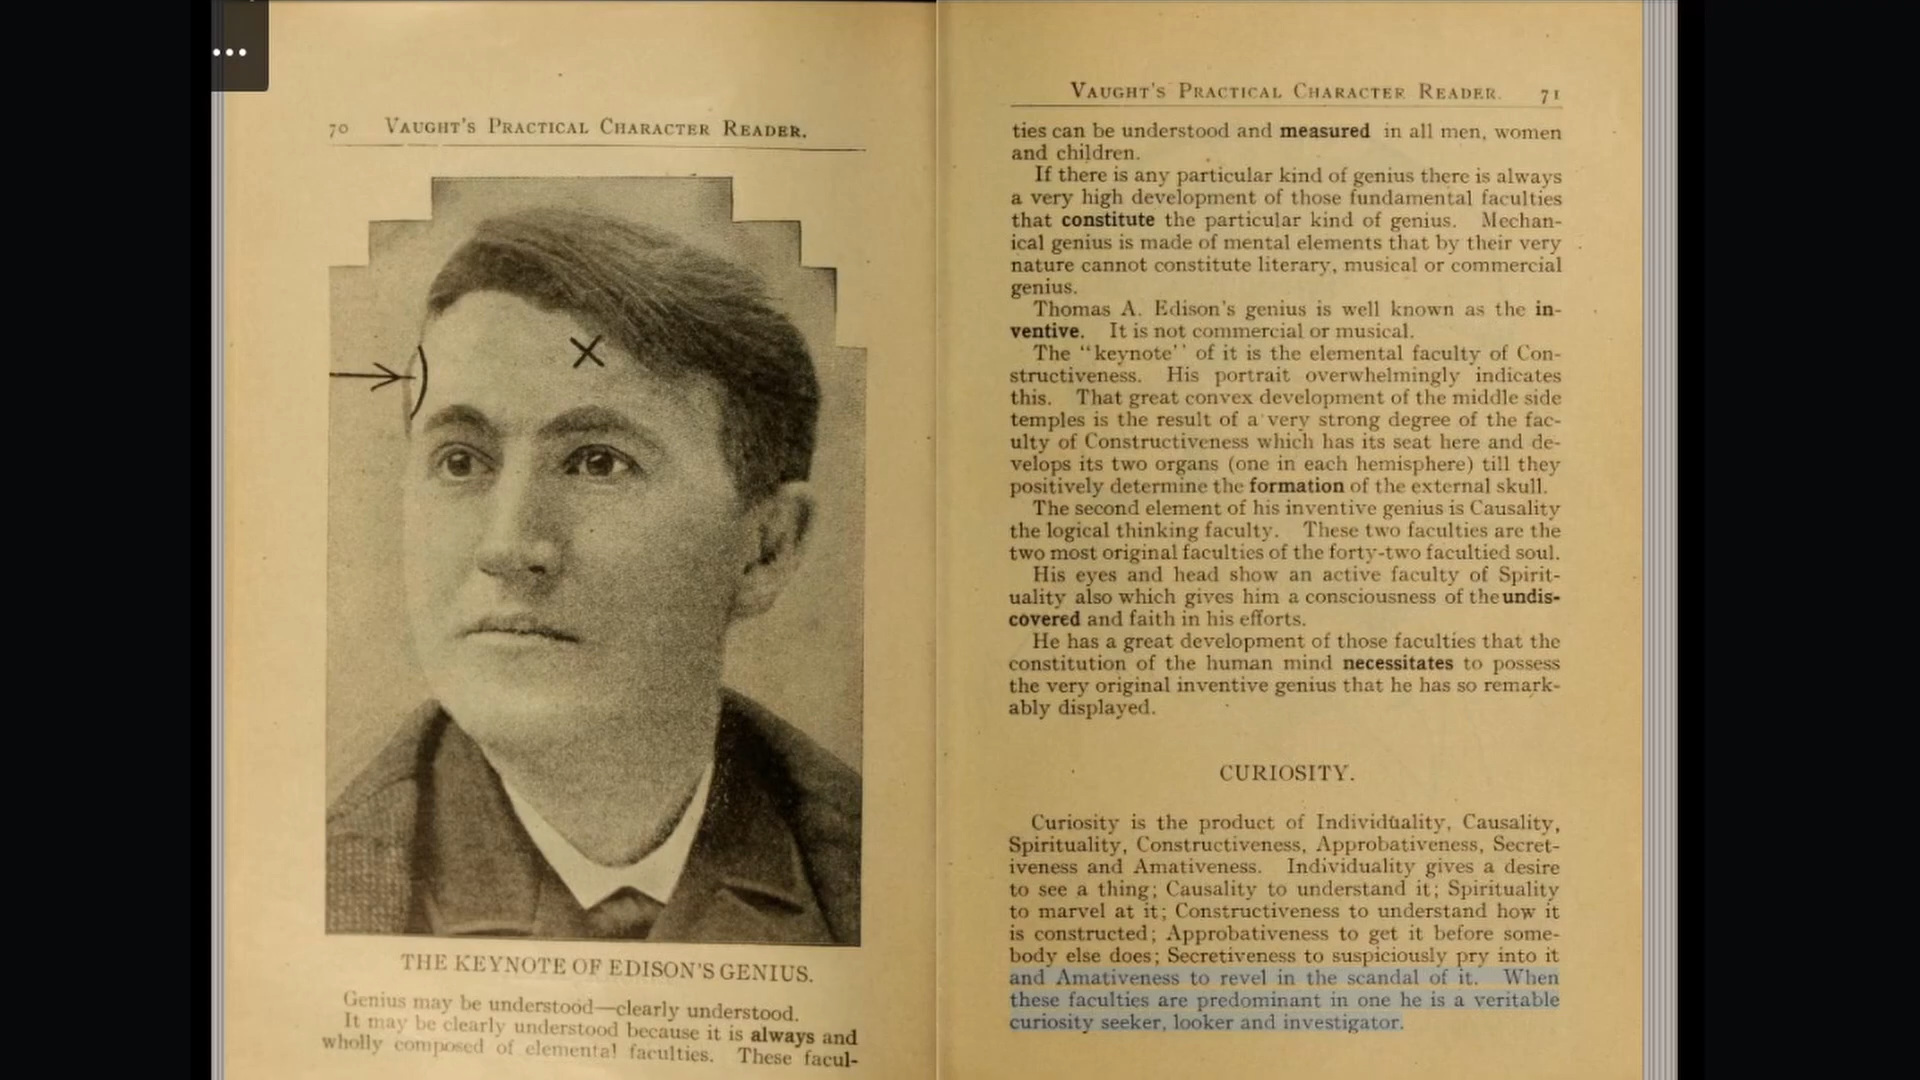 70 VAUGHT'S PRACTICAL CHARACTER READER.
THE KEYNOTE OF EDISON'S GENIUS.
Genius may be understood—clearly understood.
It may be clearly understood because it is always and
wholly composed of elemental faculties. These facul-
VAUGHT'S PRACTICAL CHARACTER READER. 71
ties can be understood and measured in all men, women
and children.
If there is any particular kind of genius there is always
a very high development of those fundamental faculties
that constitute the particular kind of genius. Mechan-
ical genius is made of mental elements that by their very
nature cannot constitute literary, musical or commercial
genius.
Thomas A. Edison's genius is well known as the in-
ventive. It is not commercial or musical.
The "keynote" of it is the elemental faculty of Con-
structiveness. His portrait overwhelmingly indicates
this. That great convex development of the middle side
temples is the result of a very strong degree of the fac-
ulty of Constructiveness which has its seat here and de-
velops its two organs (one in each hemisphere) till they
positively determine the formation of the external skull.
The second element of his inventive genius is Causality
the logical thinking faculty. These two faculties are the
two most original faculties of the forty-two facultied soul.
His eyes and head show an active faculty of Spirit-
uality also which gives him a consciousness of the undis-
covered and faith in his efforts.
He has a great development of those faculties that the
constitution of the human mind necessitates to possess
the very original inventive genius that he has so remark-
ably displayed.
CURIOSITY.
Curiosity is the product of Individuality, Causality,
Spirituality, Constructiveness, Approbativeness, Secret-
iveness and Amativeness. Individuality gives a desire
to see a thing; Causality to understand it; Spirituality
to marvel at it; Constructiveness to understand how it
is constructed; Approbativeness to get it before some-
body else does; Secretiveness to suspiciously pry into it
and Amativeness to revel in the scandal of it. When
these faculties are predominant in one he is a veritable
curiosity seeker, looker and investigator.